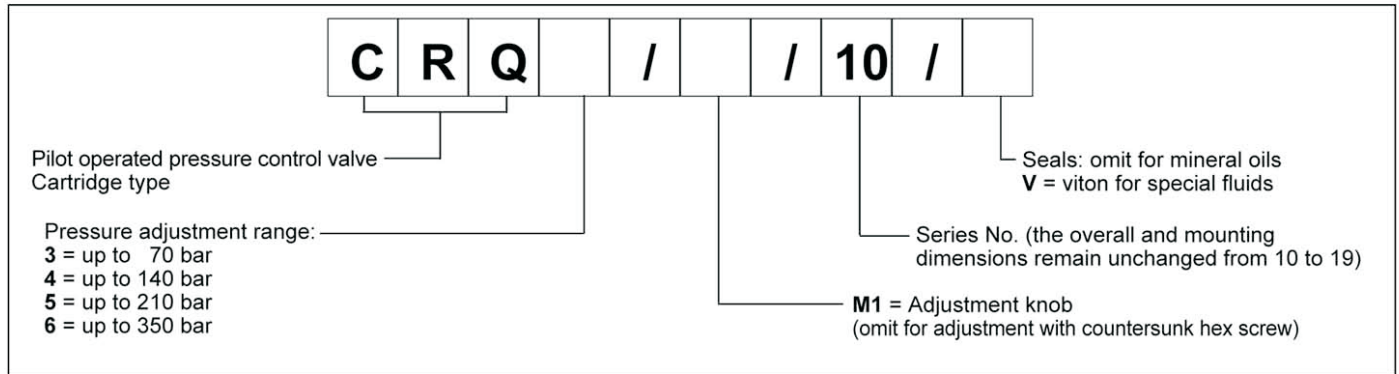 C R Q / / 10 /
Pilot operated pressure control valve
Cartridge type
Pressure adjustment range:
3 = up to 70 bar
4 = up to 140 bar
5 = up to 210 bar
6 = up to 350 bar
Seals: omit for mineral oils
V = viton for special fluids
Series No. (the overall and mounting
dimensions remain unchanged from 10 to 19)
M1 = Adjustment knob
(omit for adjustment with countersunk hex screw)